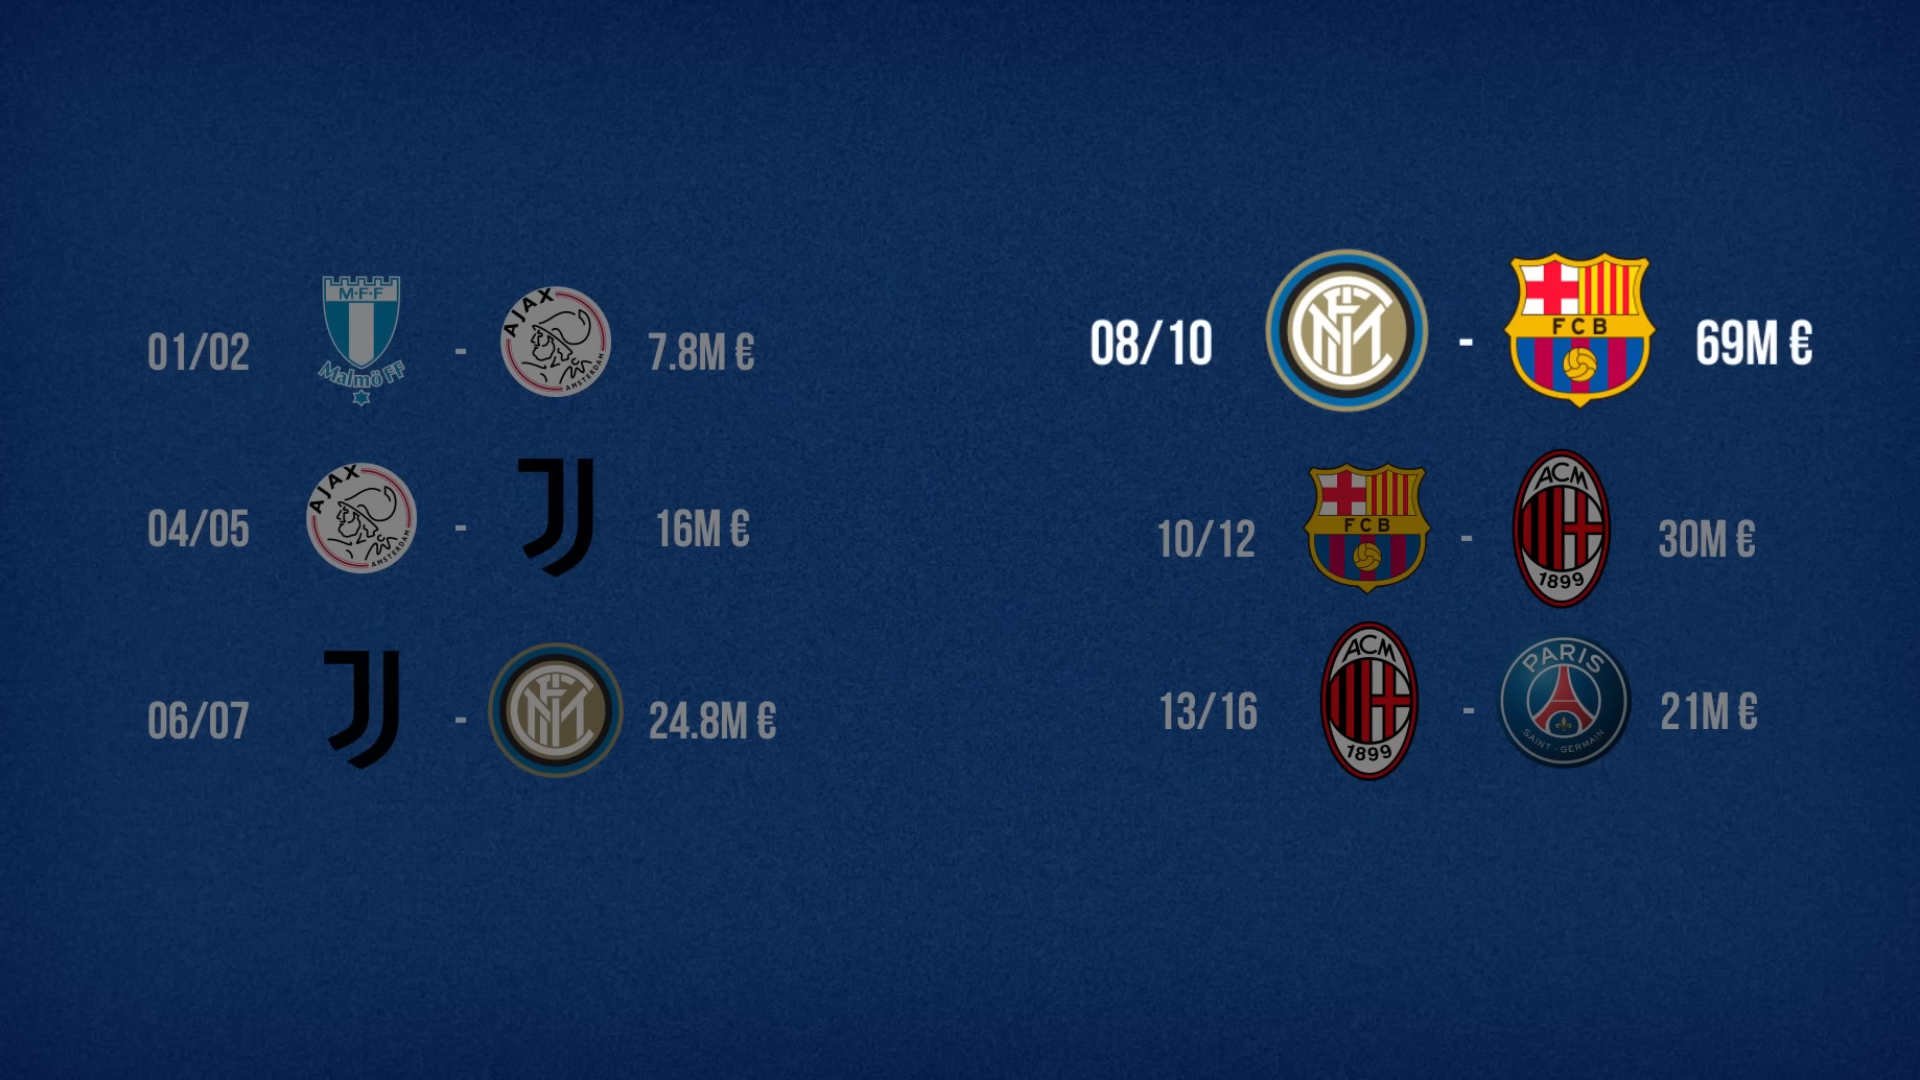 01/02 M·F·F Malmö FF - AJAX AMSTERDAM 7.8M €
04/05 AJAX AMSTERDAM - 16M €
06/07 - 24.8M €
08/10 - FCB 69M €
10/12 FCB - ACM 1899 30M €
13/16 ACM 1899 - PARIS SAINT-GERMAIN 21M €